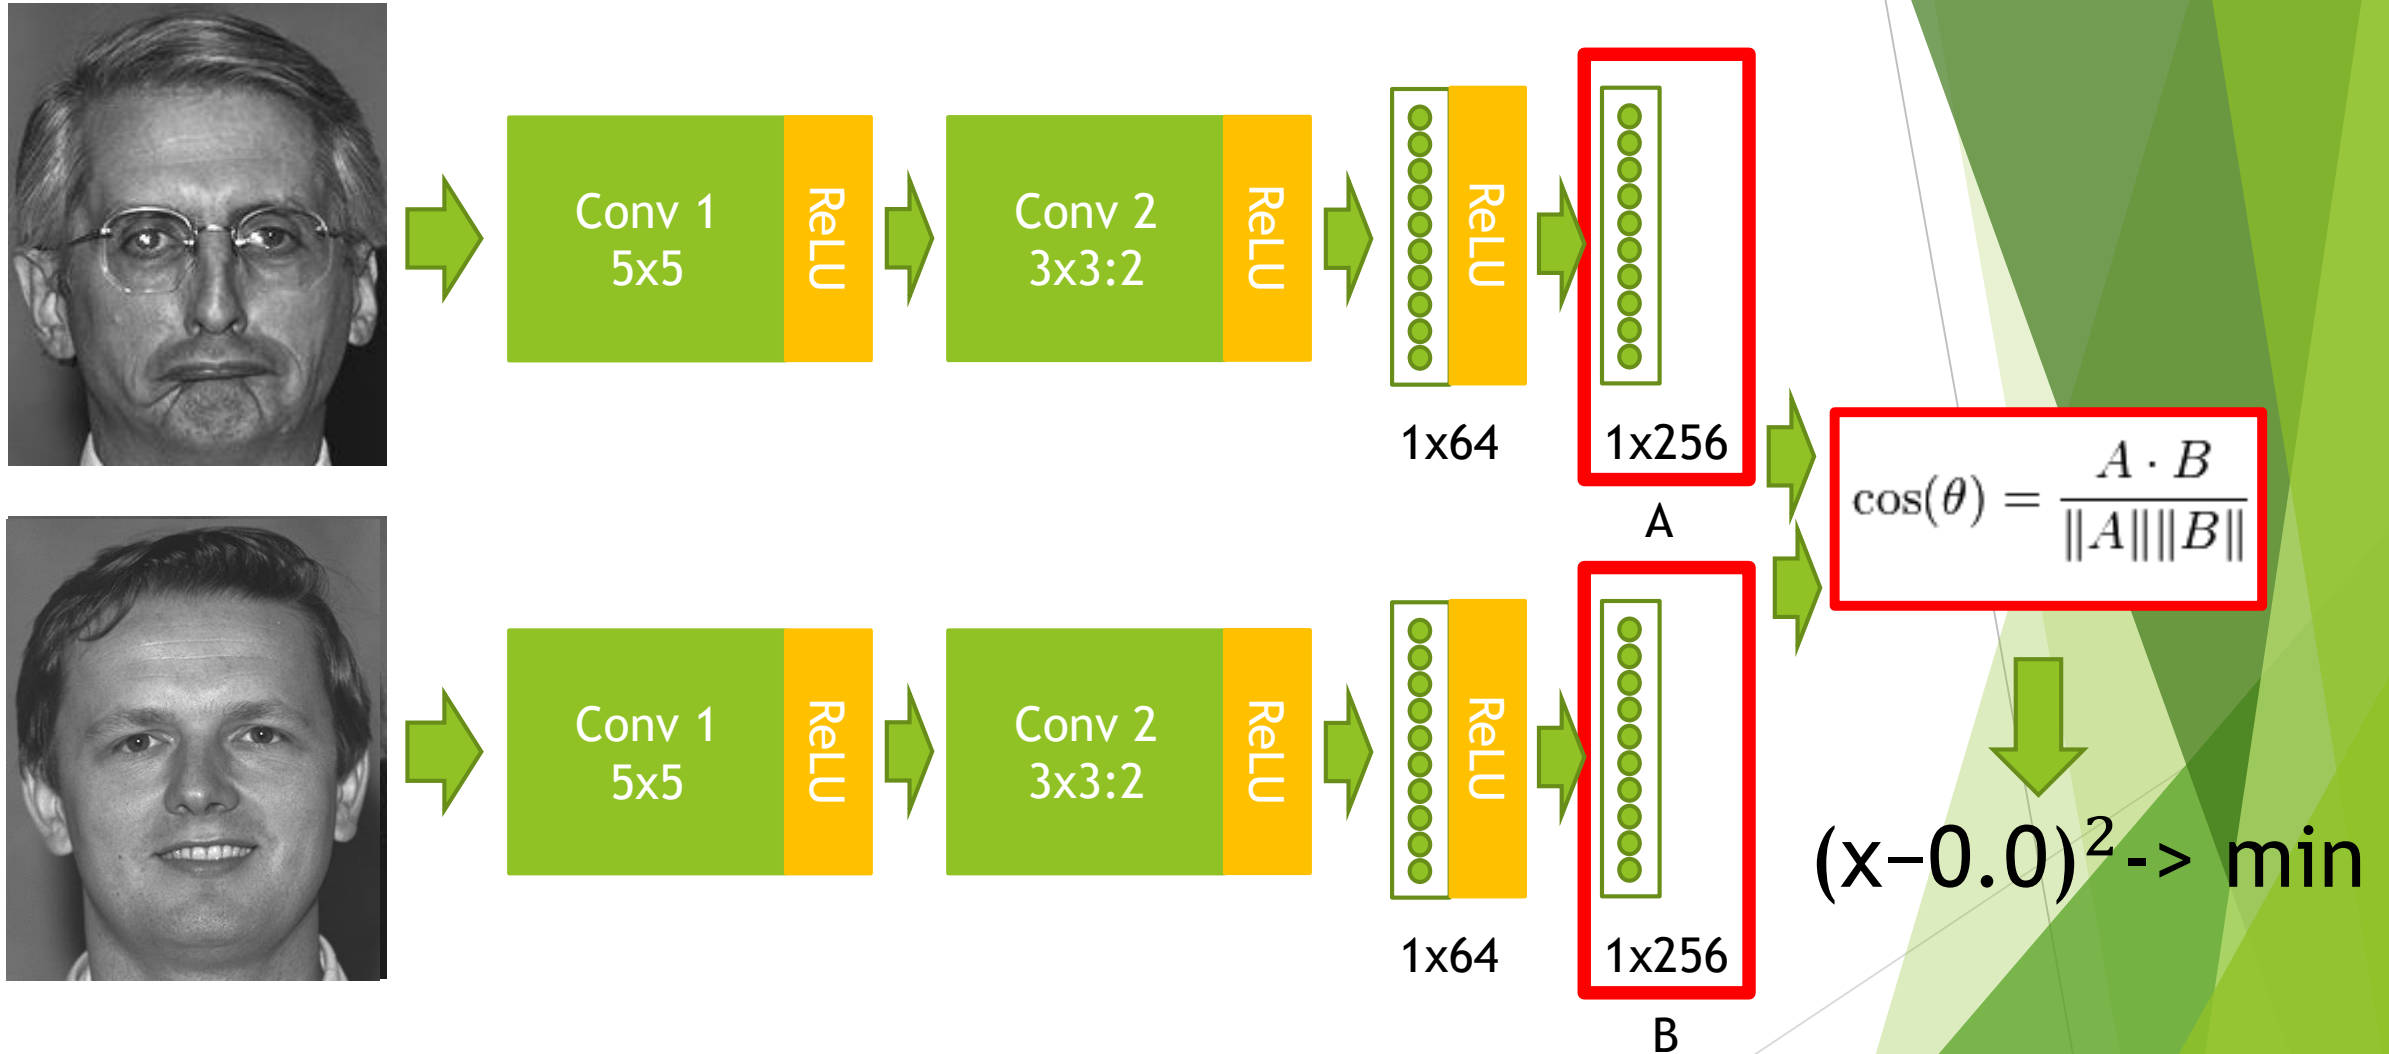 Conv 1
5x5
ReLU
Conv 2
3x3:2
ReLU
ReLU
1x64
1x256
A
Conv 1
5x5
ReLU
Conv 2
3x3:2
ReLU
ReLU
1x64
1x256
B
cos(θ) = A · B / ‖A‖‖B‖
(x–0.0)²-> min